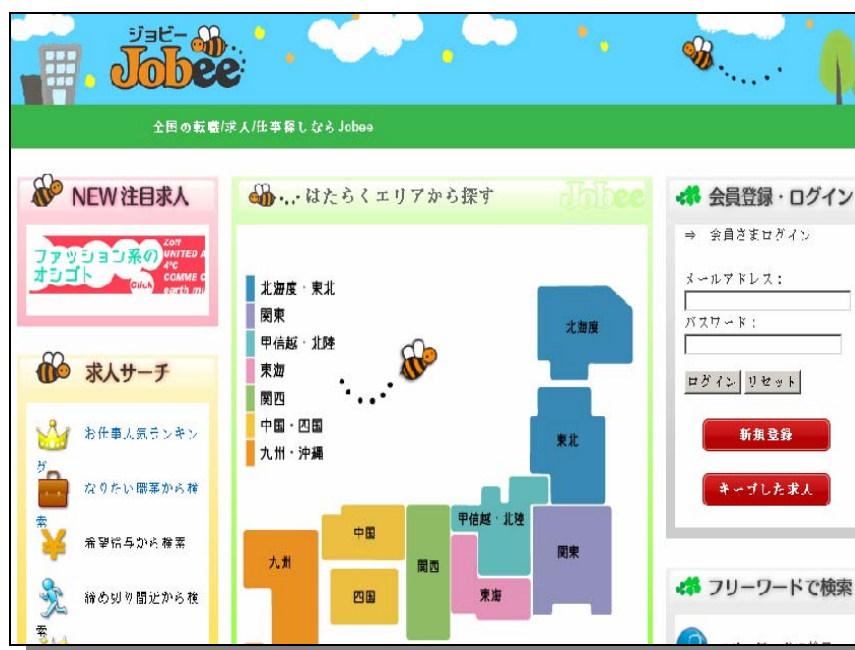 ジョビー
Jobee
全国の転職/求人/仕事探しならJobee
NEW 注目求人
ファッション系の
オシゴト
Click
Zoff
UNITED A
4°C
COMME C
earth mu
求人サーチ
お仕事人気ランキン
グ
なりたい職業から検
索
希望給与から検索
締め切り間近から検
索
はたらくエリアから探す
Jobee
北海度・東北
関東
甲信越・北陸
東海
関西
中国・四国
九州・沖縄
北海度
東北
甲信越・北陸
関東
東海
関西
中国
四国
九州
会員登録・ログイン
⇒ 会員さまログイン
メールアドレス:
パスワード:
ログイン リセット
新規登録
キープした求人
フリーワードで検索